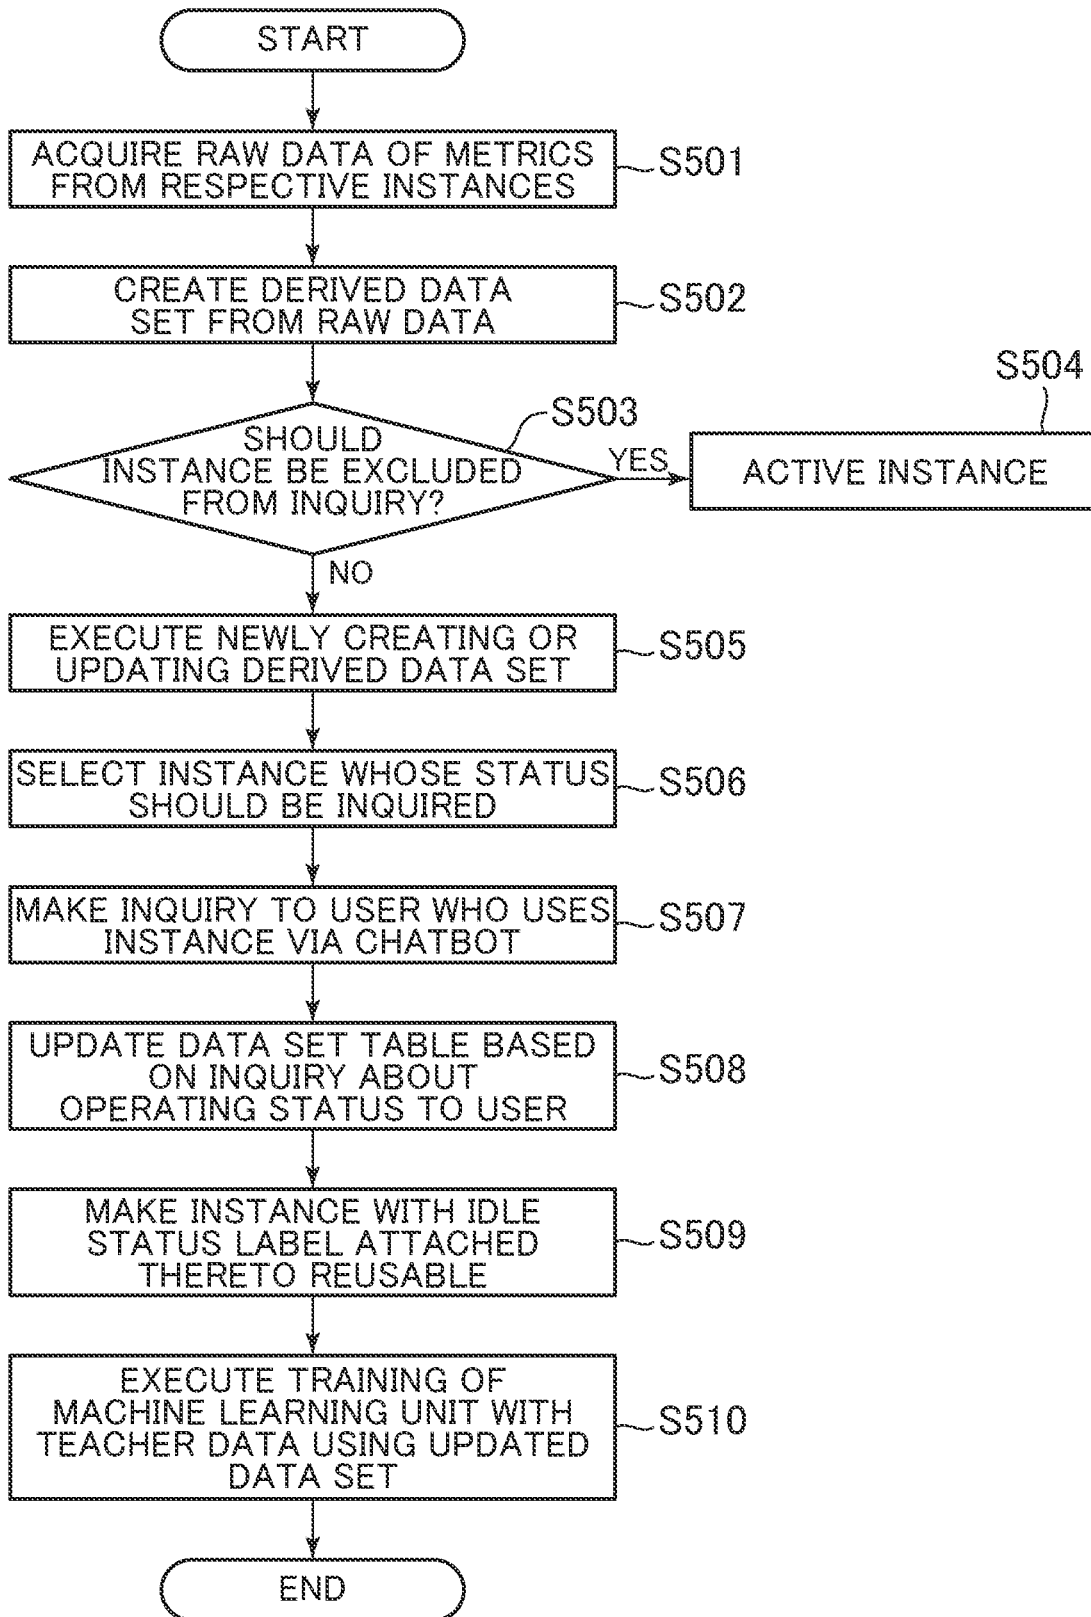 START
ACQUIRE RAW DATA OF METRICS
FROM RESPECTIVE INSTANCES
S501
CREATE DERIVED DATA
SET FROM RAW DATA
S502
SHOULD
INSTANCE BE EXCLUDED
FROM INQUIRY?
S503
YES
S504
ACTIVE INSTANCE
NO
EXECUTE NEWLY CREATING OR
UPDATING DERIVED DATA SET
S505
SELECT INSTANCE WHOSE STATUS
SHOULD BE INQUIRED
S506
MAKE INQUIRY TO USER WHO USES
INSTANCE VIA CHATBOT
S507
UPDATE DATA SET TABLE BASED
ON INQUIRY ABOUT
OPERATING STATUS TO USER
S508
MAKE INSTANCE WITH IDLE
STATUS LABEL ATTACHED
THERETO REUSABLE
S509
EXECUTE TRAINING OF
MACHINE LEARNING UNIT WITH
TEACHER DATA USING UPDATED
DATA SET
S510
END